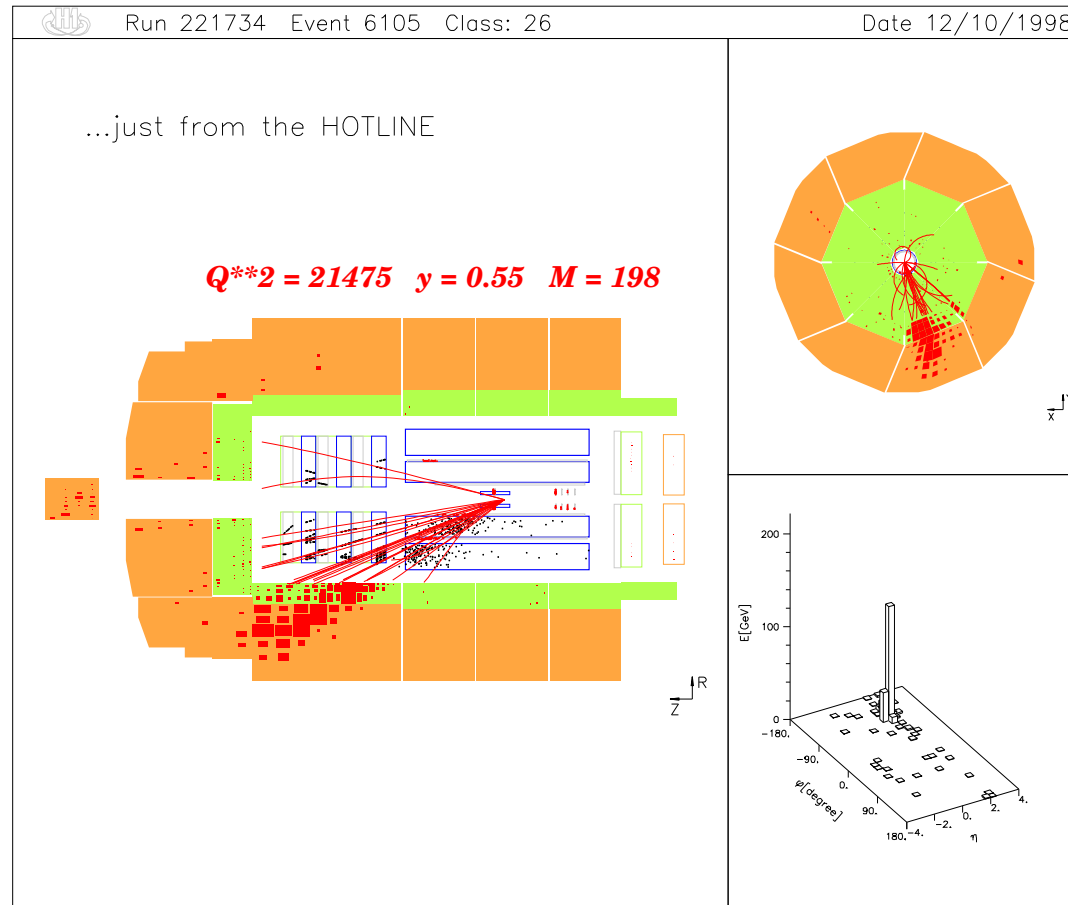 H1 Run 221734 Event 6105 Class: 26 Date 12/10/1998
...just from the HOTLINE
Q**2 = 21475 y = 0.55 M = 198
R
Z
X
E[GeV]
200
100
0
-180.
-90.
0.
90.
180.
φ[degree]
-4.
-2.
0.
2.
4.
η